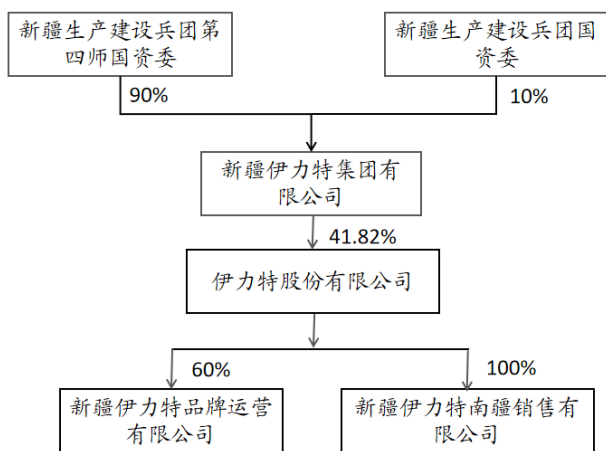 新疆生产建设兵团第
四师国资委
新疆生产建设兵团国
资委
90%
10%
新疆伊力特集团有
限公司
41.82%
伊力特股份有限公司
60%
100%
新疆伊力特品牌运营
有限公司
新疆伊力特南疆销售有
限公司